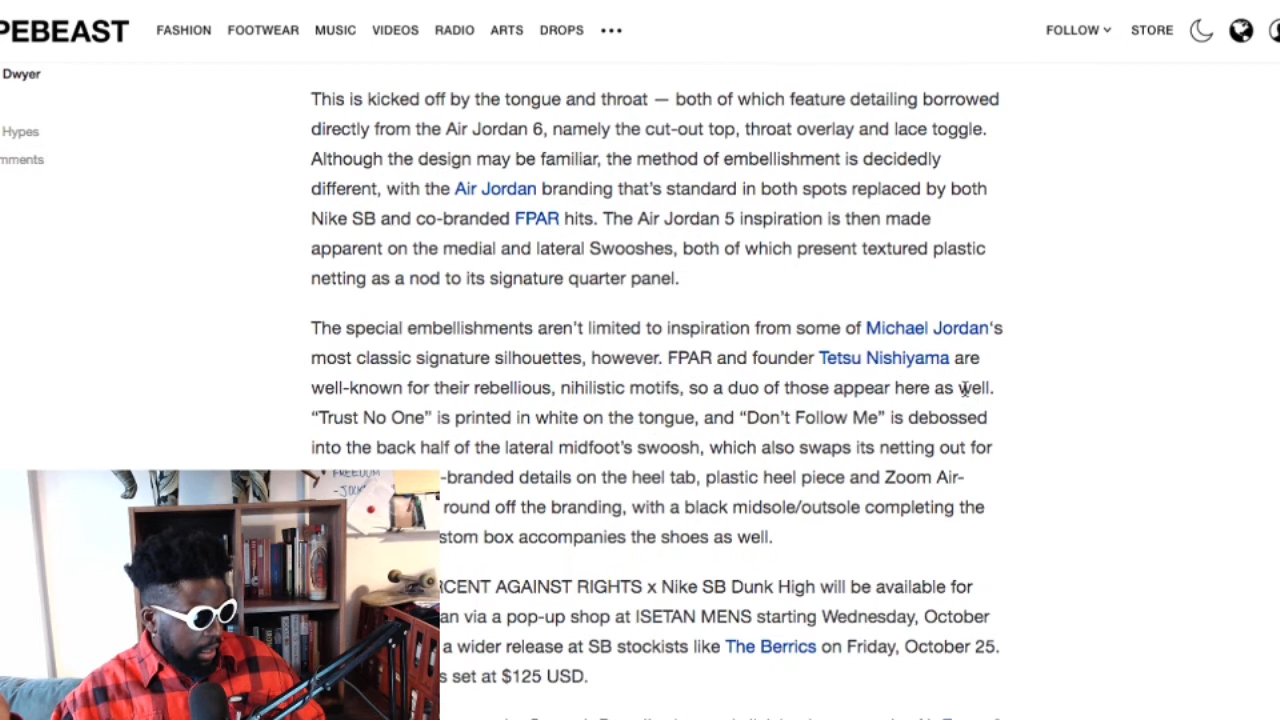 PEBEAST FASHION FOOTWEAR MUSIC VIDEOS RADIO ARTS DROPS ••• FOLLOW STORE
Dwyer
Hypes
mments
This is kicked off by the tongue and throat — both of which feature detailing borrowed
directly from the Air Jordan 6, namely the cut-out top, throat overlay and lace toggle.
Although the design may be familiar, the method of embellishment is decidedly
different, with the Air Jordan branding that’s standard in both spots replaced by both
Nike SB and co-branded FPAR hits. The Air Jordan 5 inspiration is then made
apparent on the medial and lateral Swooshes, both of which present textured plastic
netting as a nod to its signature quarter panel.
The special embellishments aren’t limited to inspiration from some of Michael Jordan‘s
most classic signature silhouettes, however. FPAR and founder Tetsu Nishiyama are
well-known for their rebellious, nihilistic motifs, so a duo of those appear here as well.
“Trust No One” is printed in white on the tongue, and “Don’t Follow Me” is debossed
into the back half of the lateral midfoot’s swoosh, which also swaps its netting out for
-branded details on the heel tab, plastic heel piece and Zoom Air-
round off the branding, with a black midsole/outsole completing the
stom box accompanies the shoes as well.
RCENT AGAINST RIGHTS x Nike SB Dunk High will be available for
an via a pop-up shop at ISETAN MENS starting Wednesday, October
a wider release at SB stockists like The Berrics on Friday, October 25.
s set at $125 USD.
FREEDOM